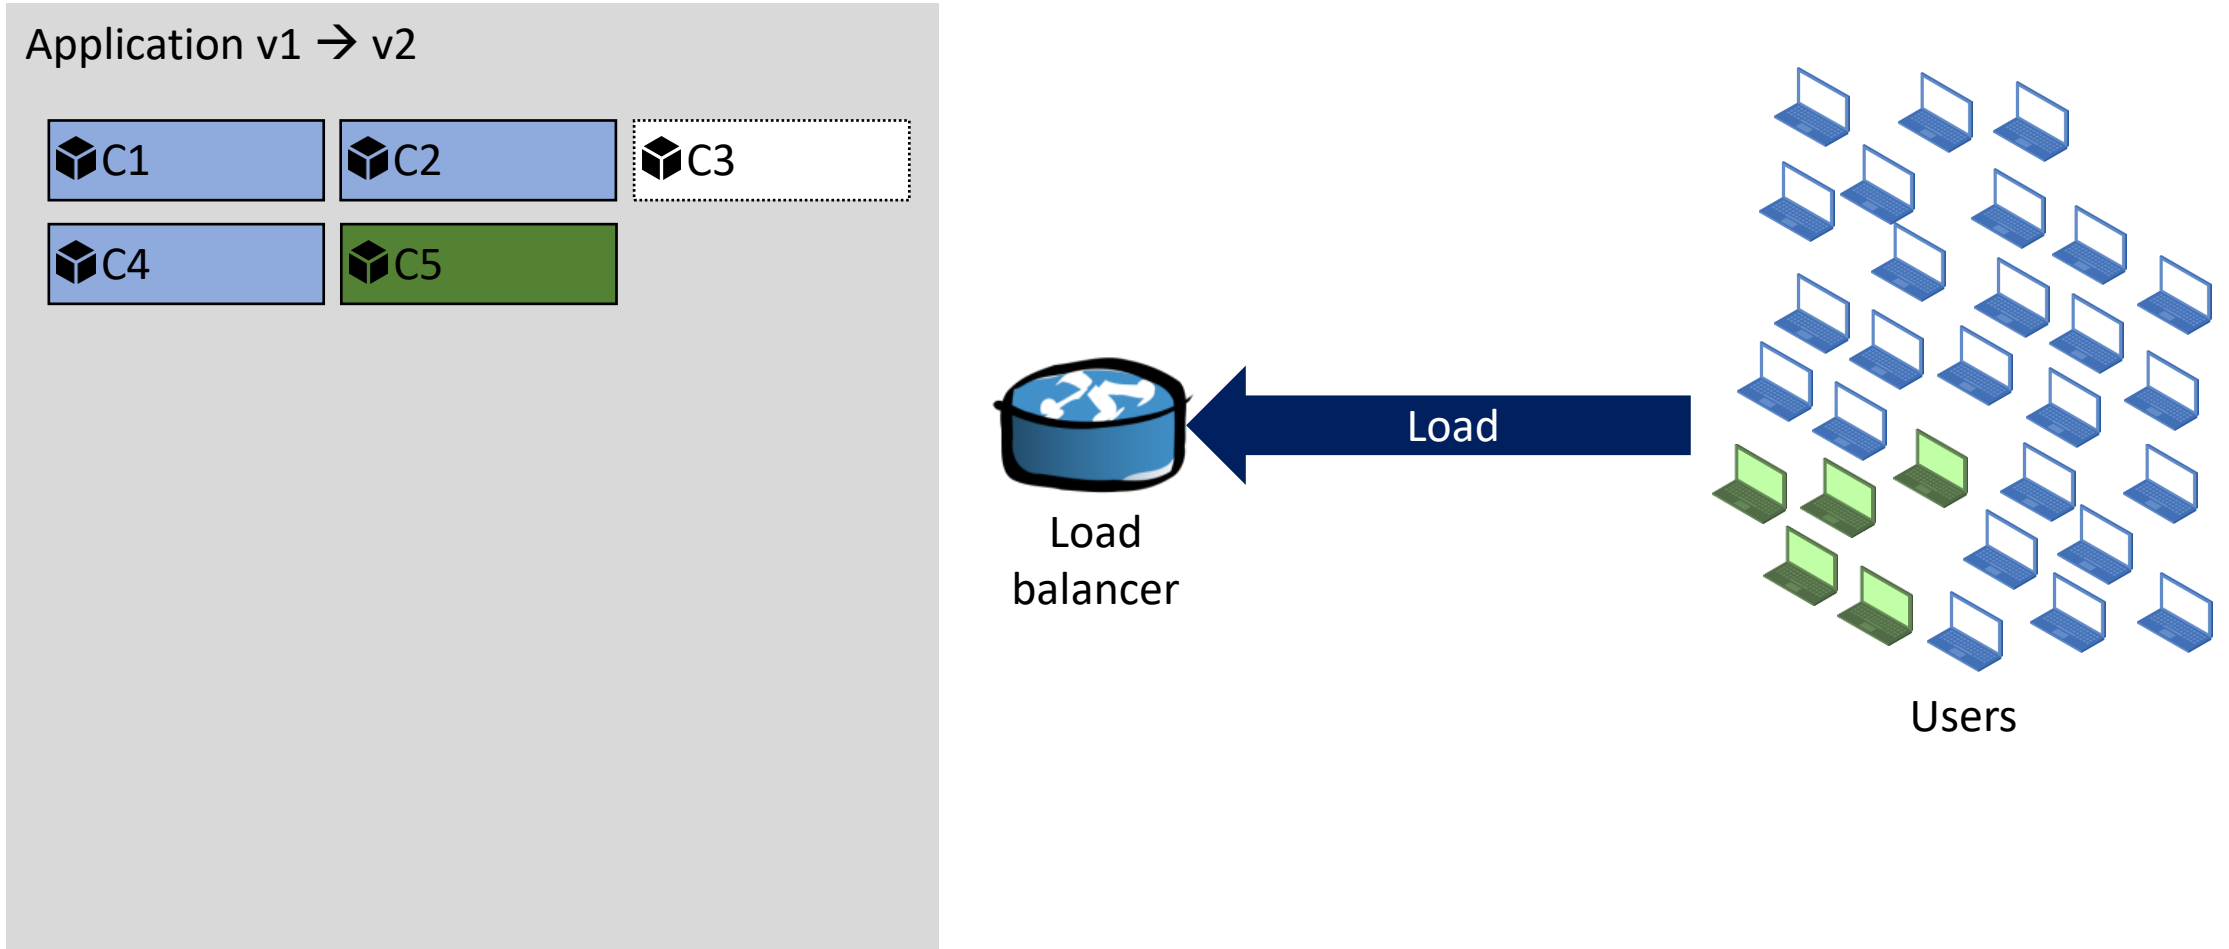 Application v1 → v2
C1
C2
C3
C4
C5
Load
Load
balancer
Users